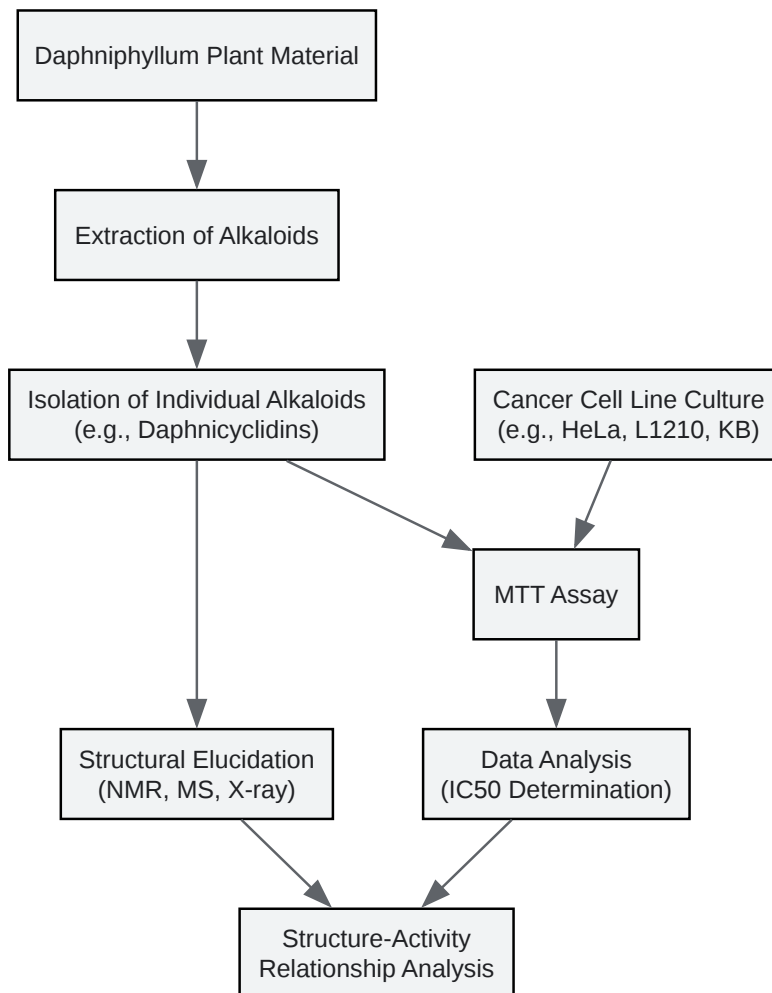 Daphniphyllum Plant Material
Extraction of Alkaloids
Isolation of Individual Alkaloids
(e.g., Daphnicyclidins)
Cancer Cell Line Culture
(e.g., HeLa, L1210, KB)
MTT Assay
Structural Elucidation
(NMR, MS, X-ray)
Data Analysis
(IC50 Determination)
Structure-Activity
Relationship Analysis